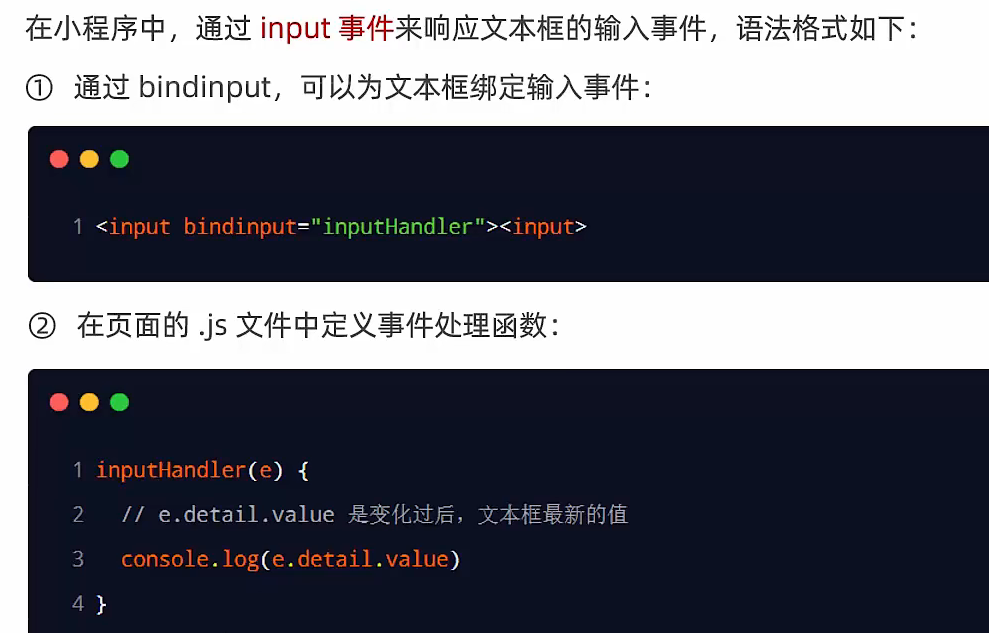 在小程序中，通过 input 事件来响应文本框的输入事件，语法格式如下：
① 通过 bindinput，可以为文本框绑定输入事件：
1 <input bindinput="inputHandler"><input>
② 在页面的 .js 文件中定义事件处理函数：
1 inputHandler(e) {
2 // e.detail.value 是变化过后，文本框最新的值
3 console.log(e.detail.value)
4 }